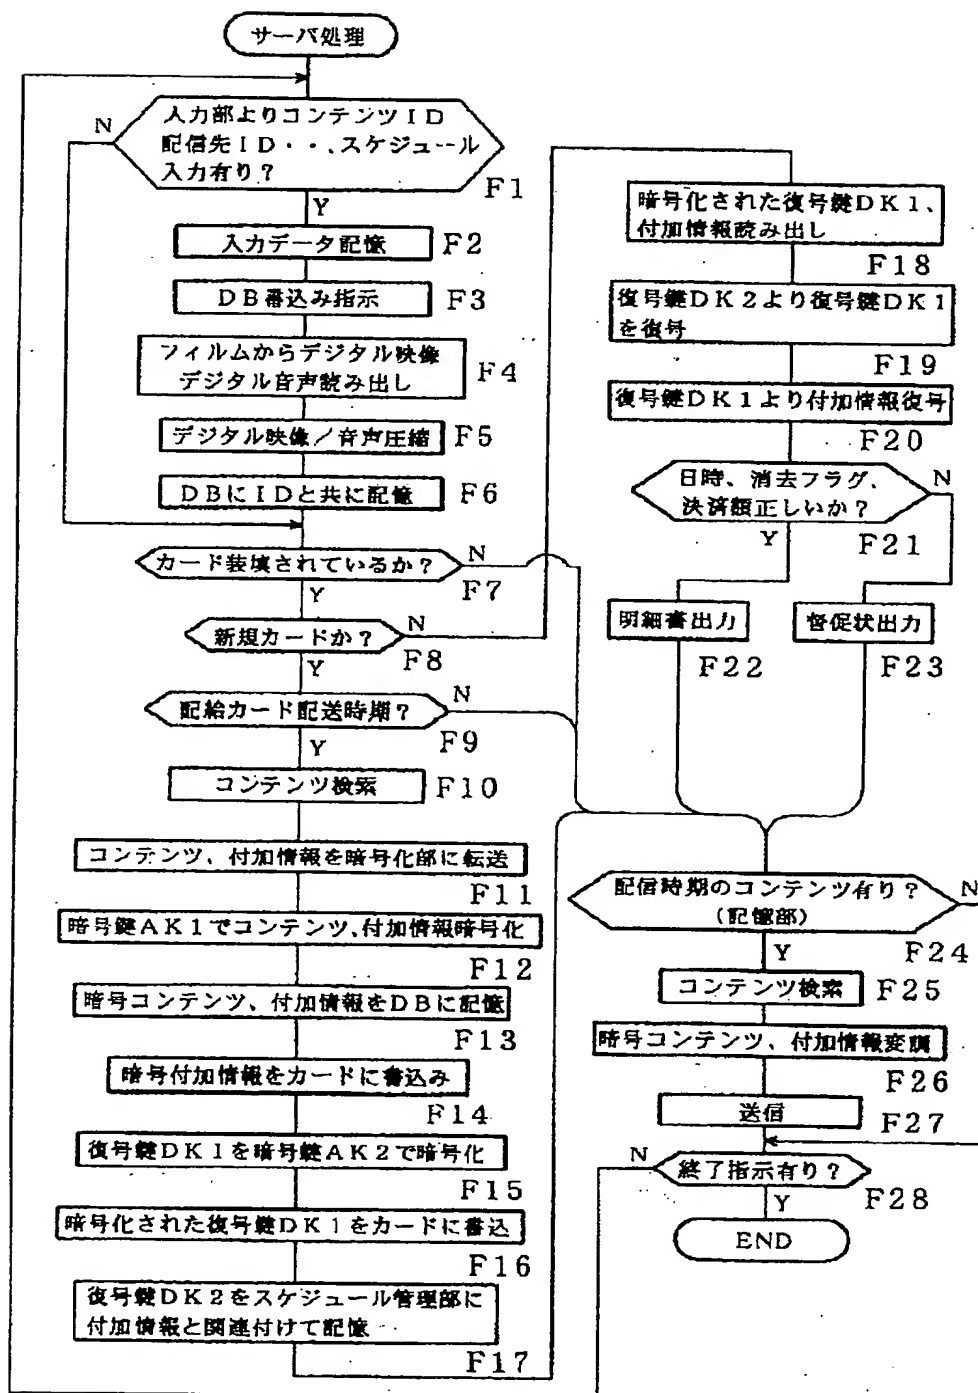 サーバ処理
入力部よりコンテンツID
配信先ID・・、スケジュール
入力有り?
N
F1
Y
入力データ記憶
F2
DB書込み指示
F3
フィルムからデジタル映像
デジタル音声読み出し
F4
デジタル映像/音声圧縮
F5
DBにIDと共に記憶
F6
カード装填されているか?
N
F7
Y
新規カードか?
N
F8
Y
配給カード配送時期?
N
F9
Y
コンテンツ検索
F10
コンテンツ、付加情報を暗号化部に転送
F11
暗号鍵AK1でコンテンツ、付加情報暗号化
F12
暗号コンテンツ、付加情報をDBに記憶
F13
暗号付加情報をカードに書込み
F14
復号鍵DK1を暗号鍵AK2で暗号化
F15
暗号化された復号鍵DK1をカードに書込
F16
復号鍵DK2をスケジュール管理部に
付加情報と関連付けて記憶
F17
暗号化された復号鍵DK1、
付加情報読み出し
F18
復号鍵DK2より復号鍵DK1
を復号
F19
復号鍵DK1より付加情報復号
F20
日時、消去フラグ、
決済額正しいか?
N
Y
F21
明細書出力
F22
督促状出力
F23
配信時期のコンテンツ有り?
(記憶部)
N
Y
F24
コンテンツ検索
F25
暗号コンテンツ、付加情報変調
F26
送信
F27
終了指示有り?
N
F28
Y
END